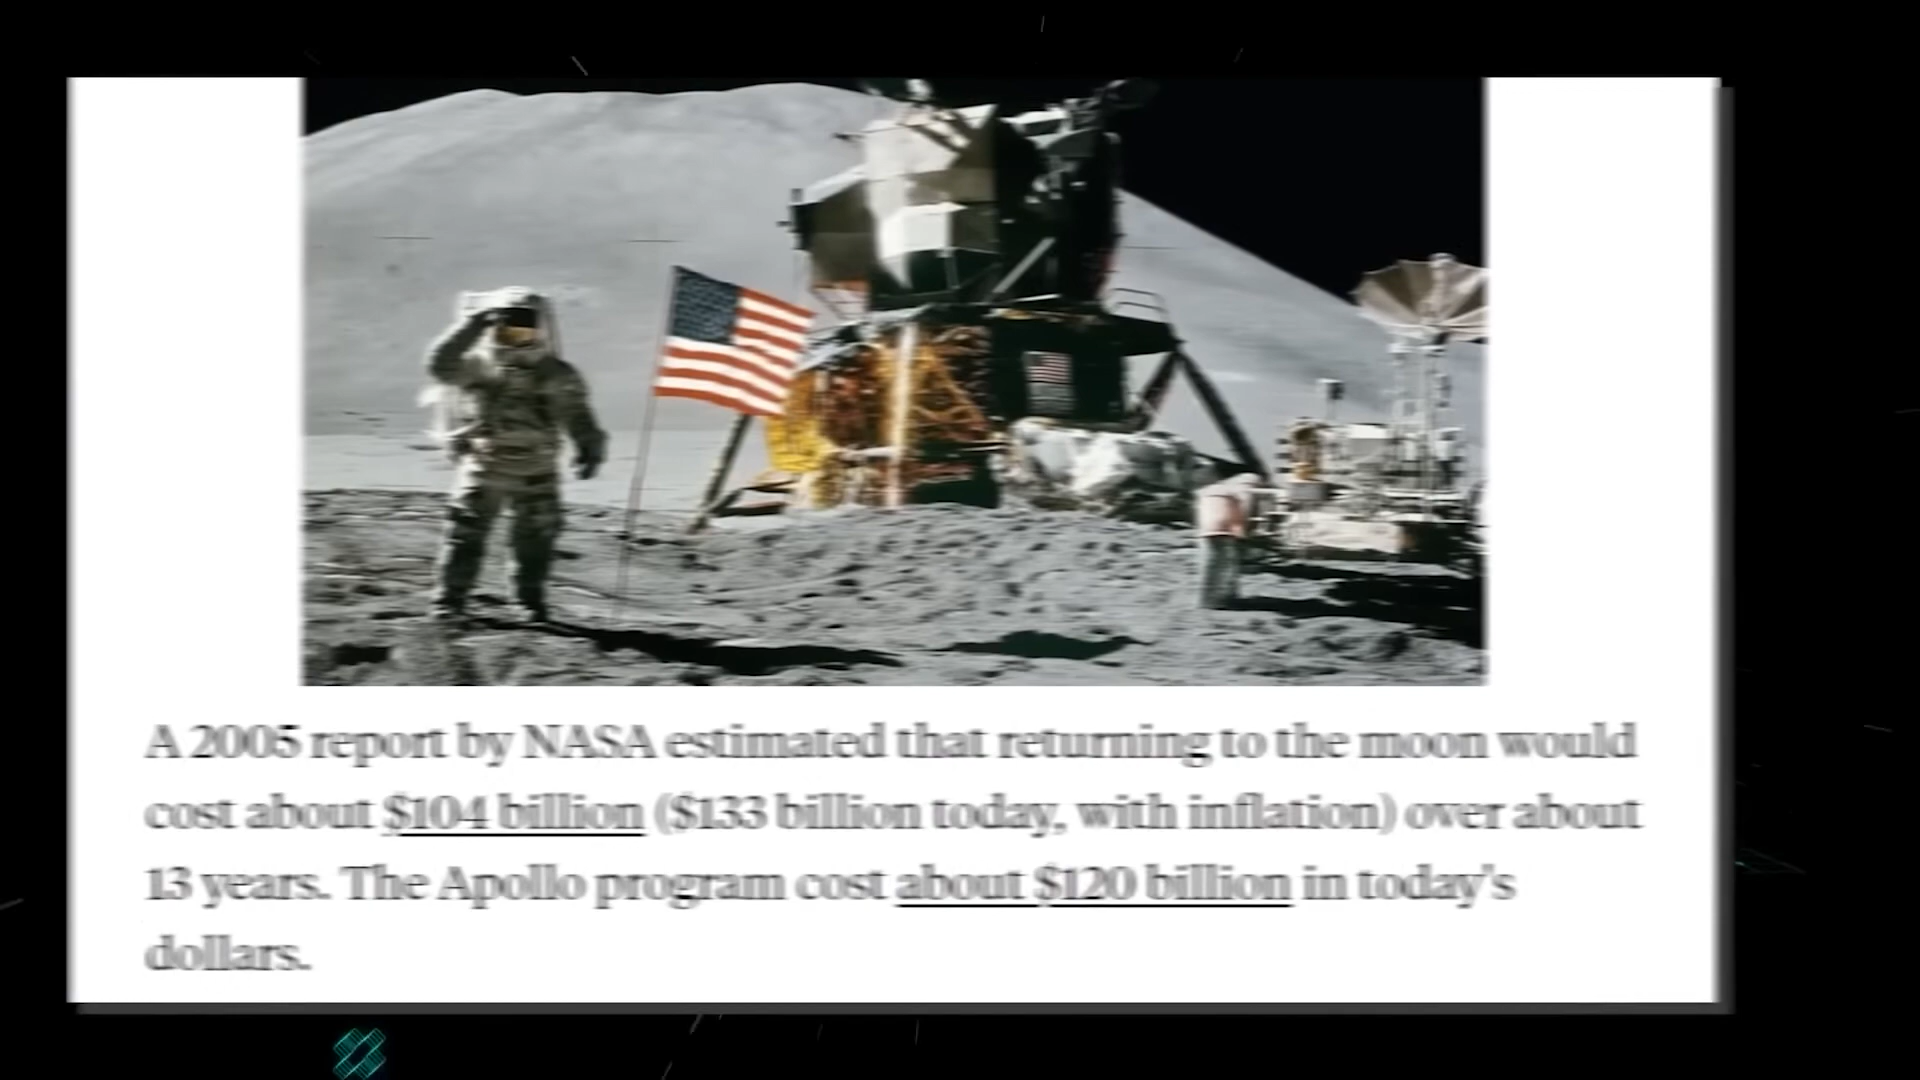 A 2005 report by NASA estimated that returning to the moon would
cost about $104 billion ($133 billion today, with inflation) over about
13 years. The Apollo program cost about $120 billion in today's
dollars.